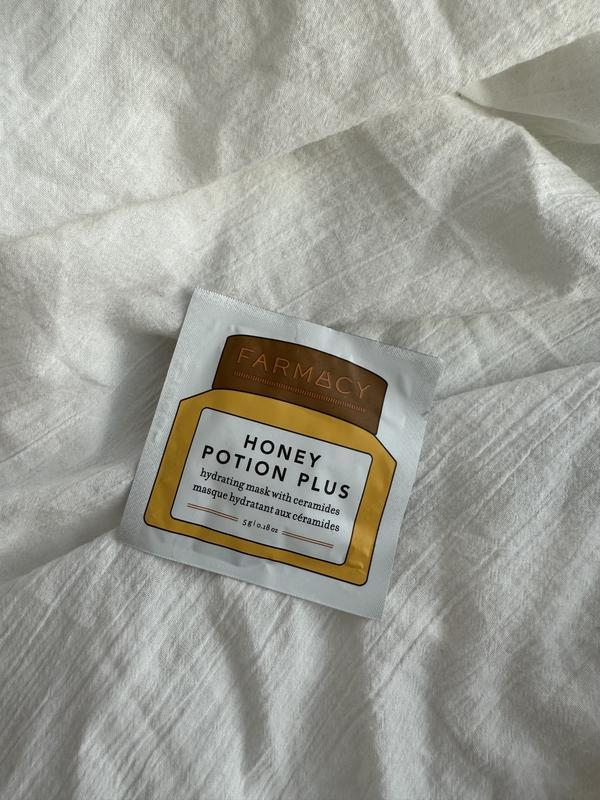 FARMACY
HONEY
POTION PLUS
hydrating mask with ceramides
masque hydratant aux céramides
5 g | 0.18 oz